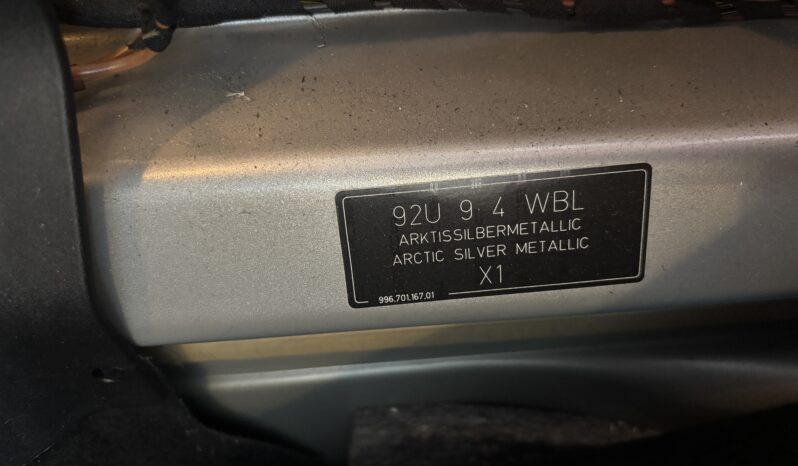 92U 9 4 WBL
ARKTISSILBERMETALLIC
ARCTIC SILVER METALLIC
X1
996.701.167.01